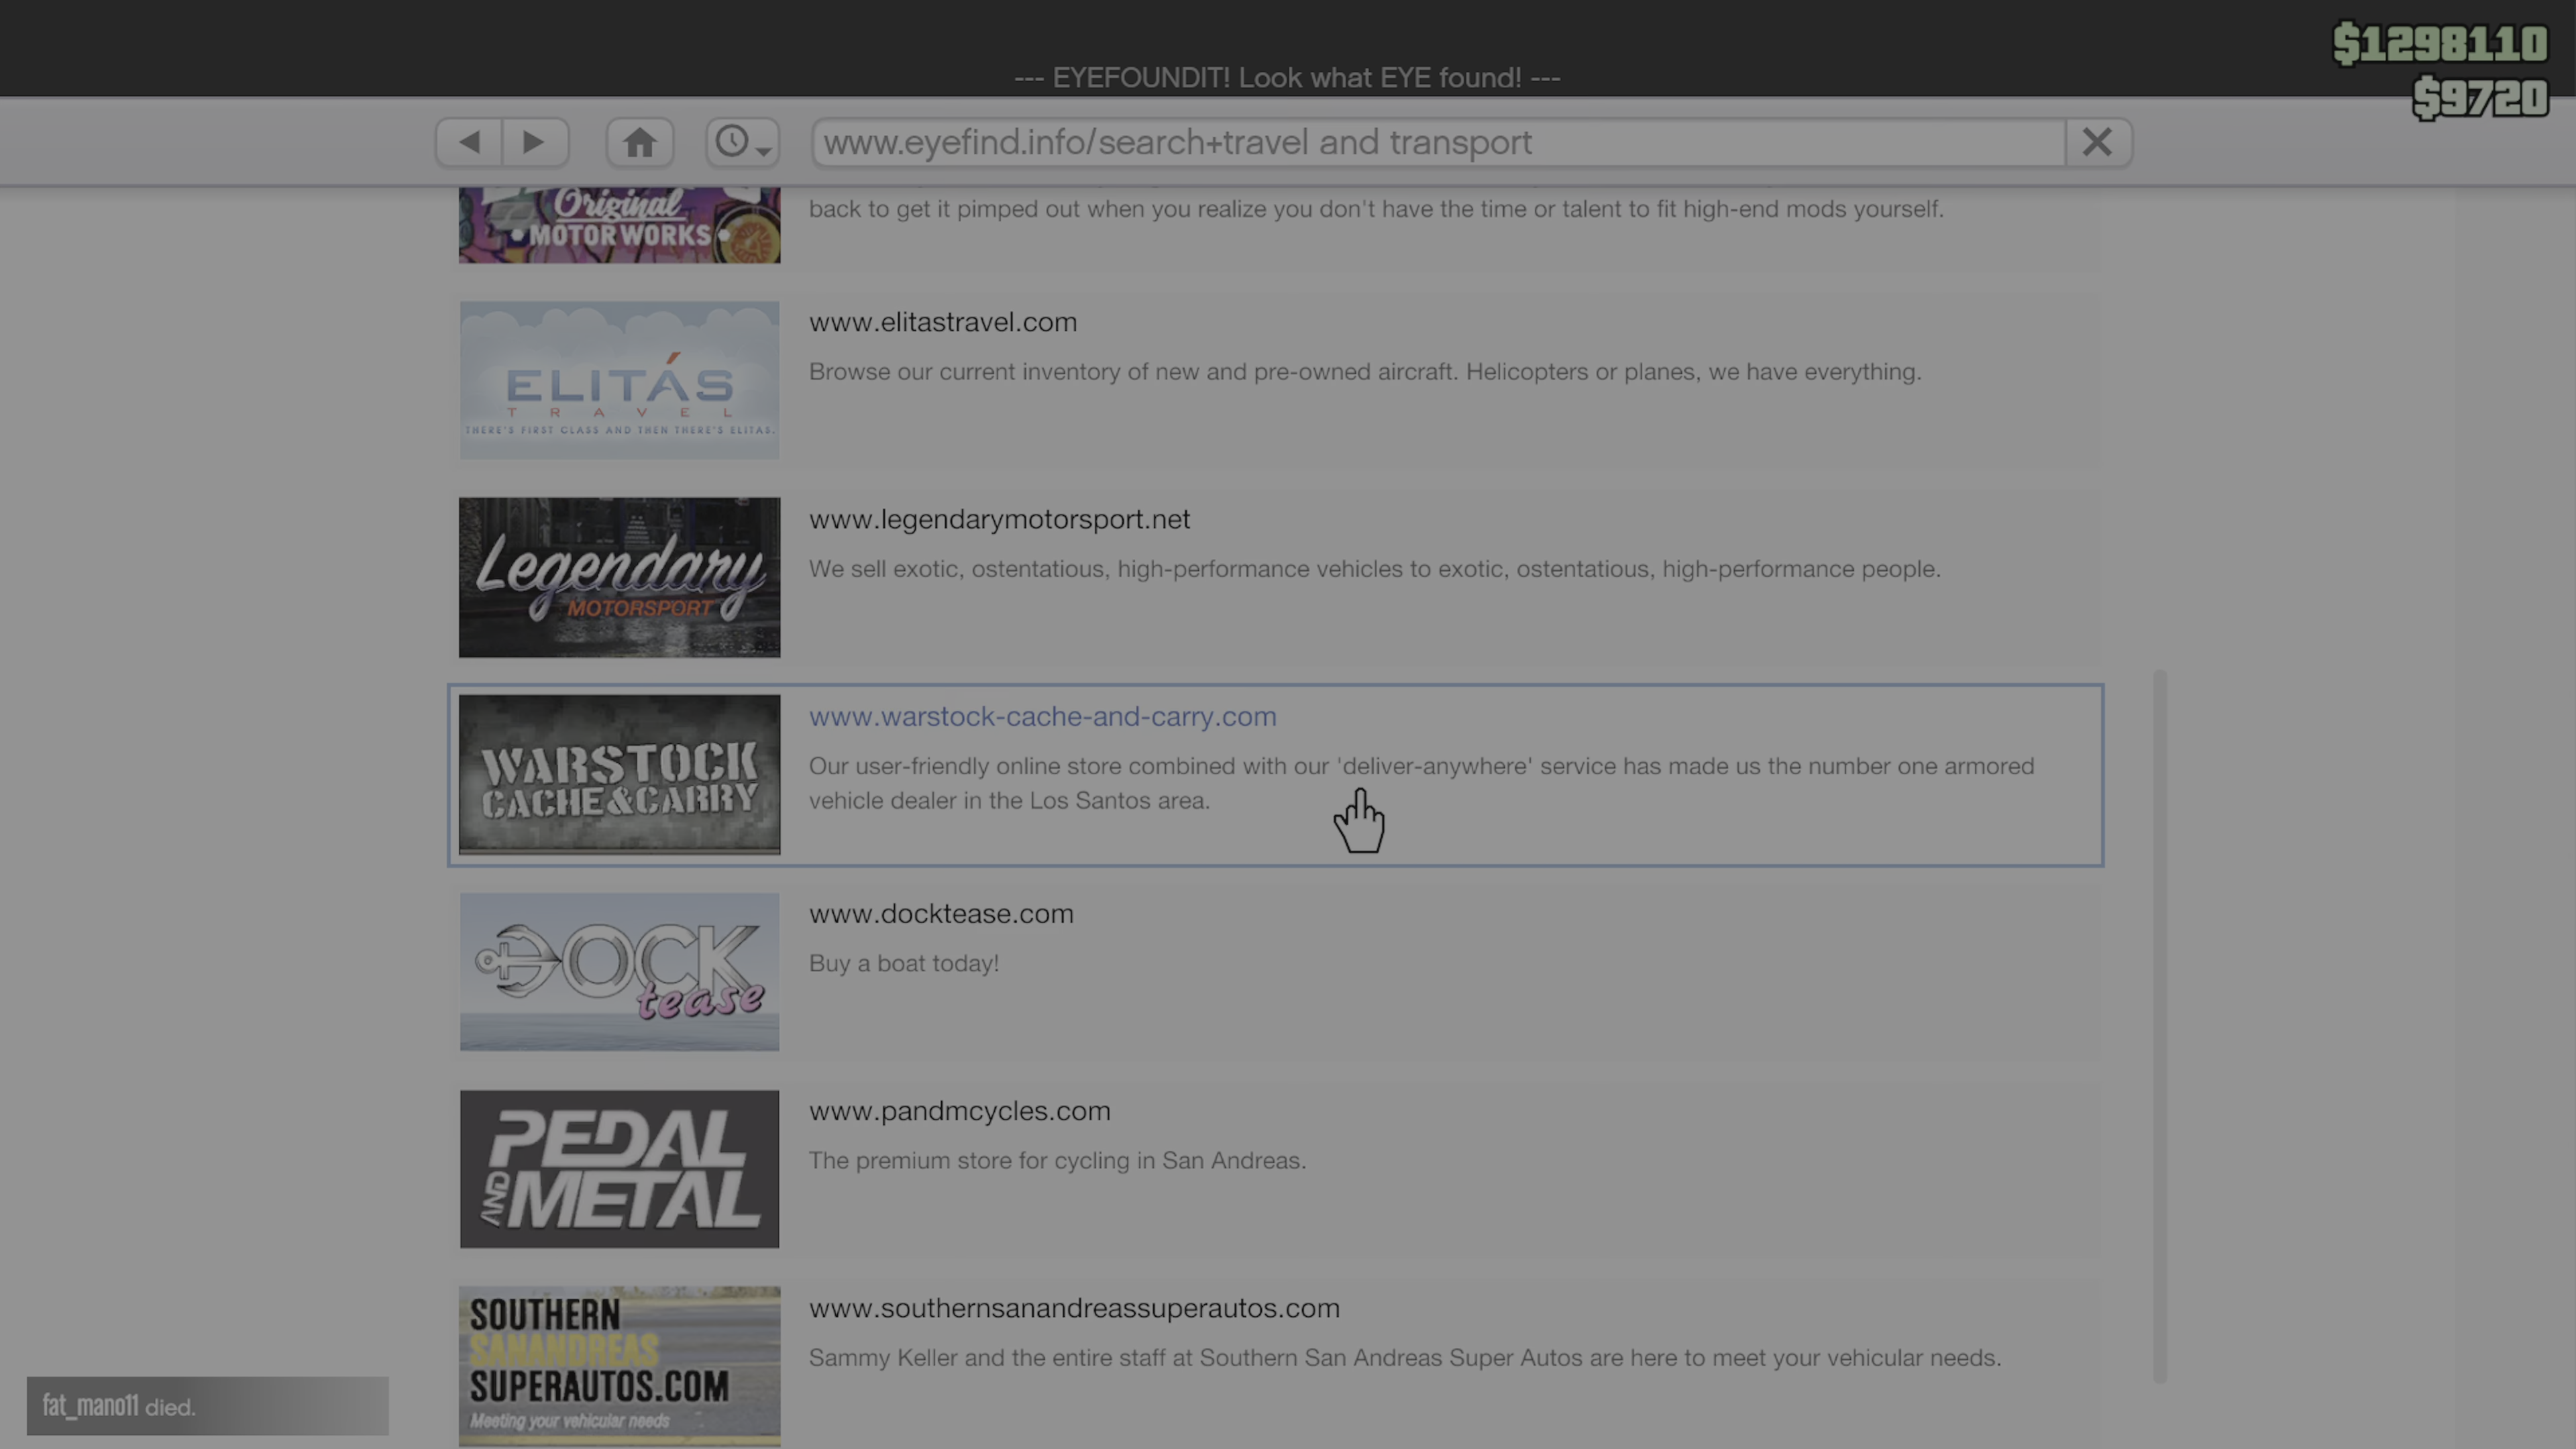 $1298110
--- EYEFOUNDIT! Look what EYE found! ---
$9720
www.eyefind.info/search+travel and transport
Original
MOTOR WORKS
back to get it pimped out when you realize you don't have the time or talent to fit high-end mods yourself.
ELITÁS
TRAVEL
THERE'S FIRST CLASS AND THEN THERE'S ELITAS.
www.elitastravel.com
Browse our current inventory of new and pre-owned aircraft. Helicopters or planes, we have everything.
Legendary
MOTORSPORT
www.legendarymotorsport.net
We sell exotic, ostentatious, high-performance vehicles to exotic, ostentatious, high-performance people.
WARSTOCK
CACHE&CARRY
www.warstock-cache-and-carry.com
Our user-friendly online store combined with our 'deliver-anywhere' service has made us the number one armored
vehicle dealer in the Los Santos area.
DOCK
tease
www.docktease.com
Buy a boat today!
PEDAL
AND METAL
www.pandmcycles.com
The premium store for cycling in San Andreas.
SOUTHERN
SANANDREAS
SUPERAUTOS.COM
Meeting your vehicular needs
www.southernsanandreassuperautos.com
Sammy Keller and the entire staff at Southern San Andreas Super Autos are here to meet your vehicular needs.
fat_mano11 died.